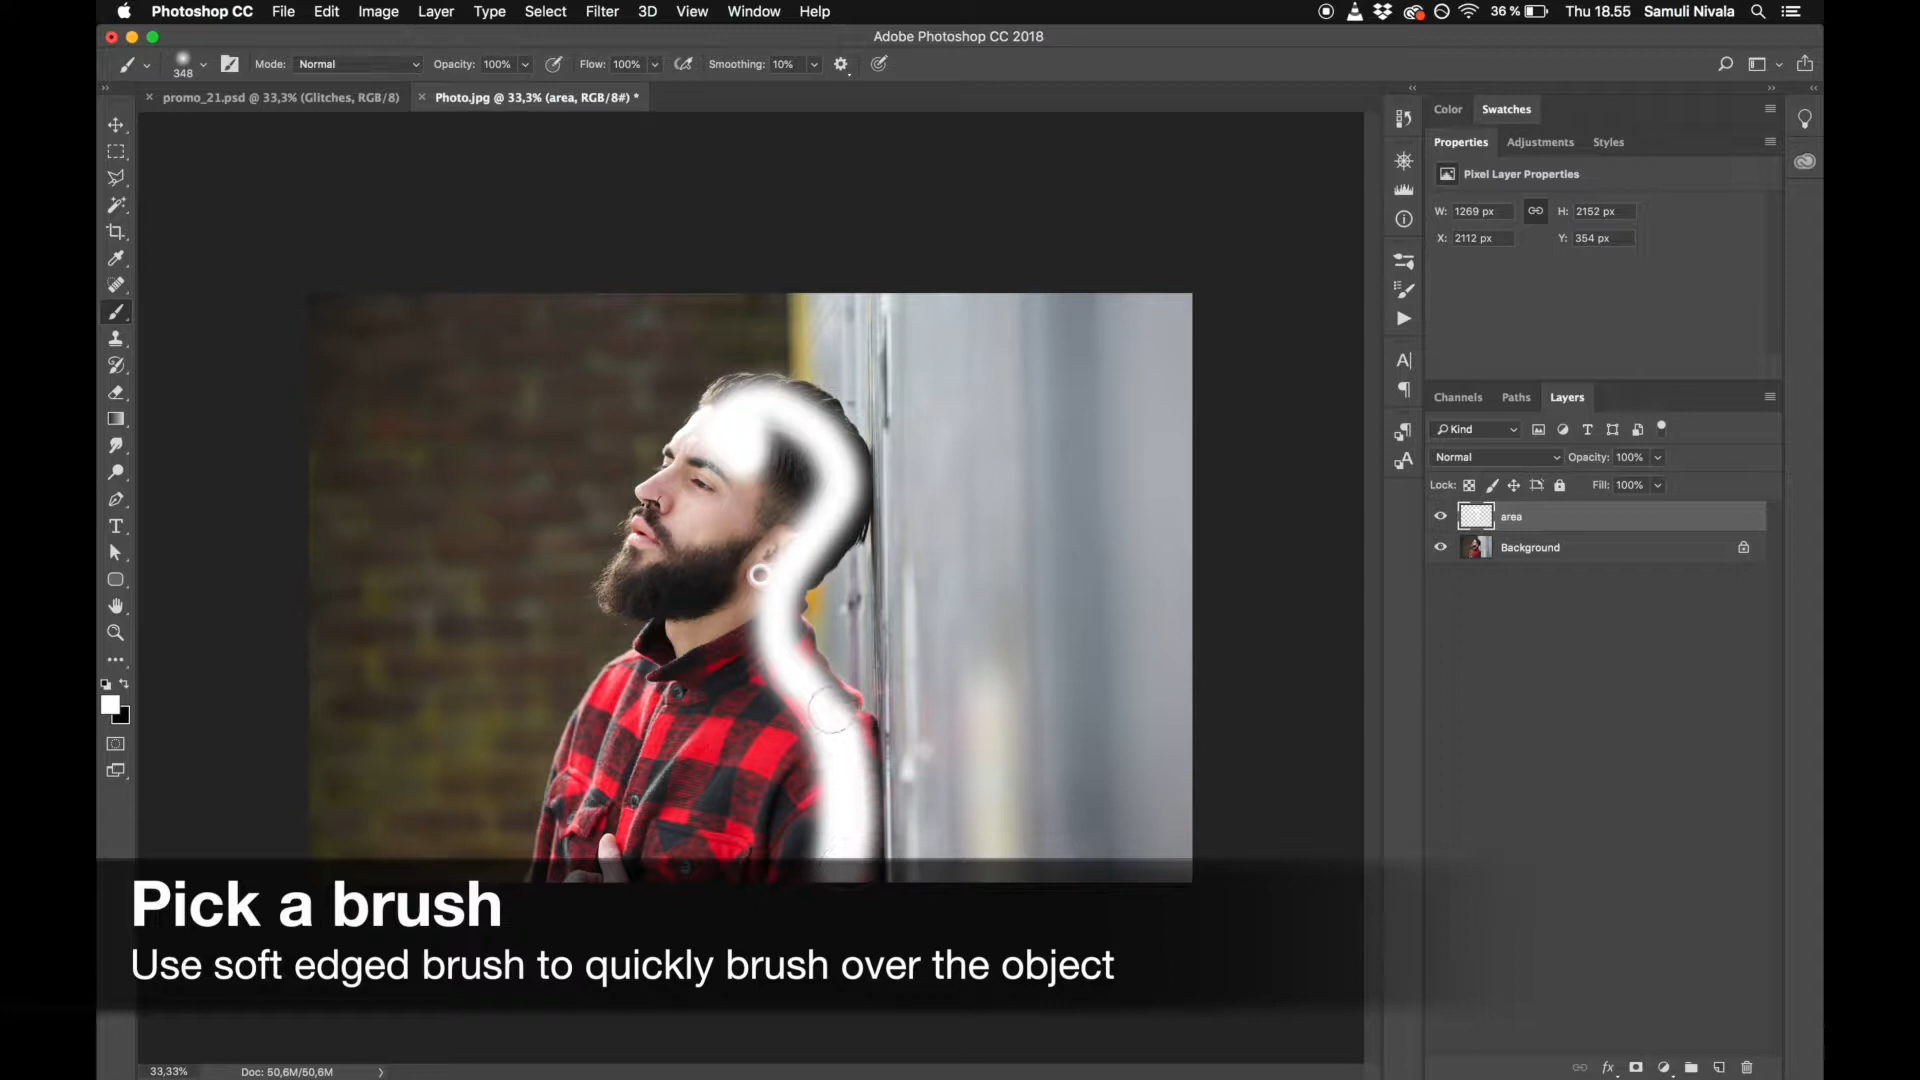 Photoshop CC File Edit Image Layer Type Select Filter 3D View Window Help 36 % Thu 18.55 Samuli Nivala
Adobe Photoshop CC 2018
348 Mode: Normal Opacity: 100% Flow: 100% Smoothing: 10%
promo_21.psd @ 33,3% (Glitches, RGB/8) Photo.jpg @ 33,3% (area, RGB/8#) *
Color Swatches
Properties Adjustments Styles
Pixel Layer Properties
W: 1269 px H: 2152 px
X: 2112 px Y: 354 px
Channels Paths Layers
Kind
Normal Opacity: 100%
Lock: Fill: 100%
area
Background
Pick a brush
Use soft edged brush to quickly brush over the object
33,33% Doc: 50,6M/50,6M